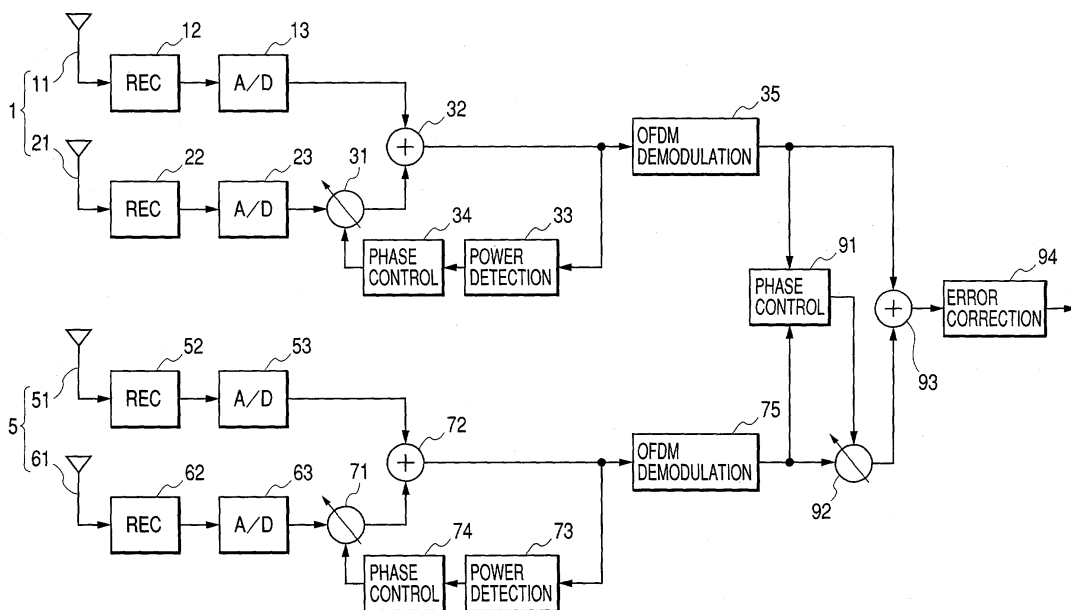 12
13
11
REC
A/D
1
32
35
21
OFDM
DEMODULATION
22
23
31
REC
A/D
34
33
PHASE
CONTROL
POWER
DETECTION
91
94
PHASE
CONTROL
ERROR
CORRECTION
93
52
53
51
REC
A/D
5
72
75
61
OFDM
DEMODULATION
62
63
71
92
REC
A/D
74
73
PHASE
CONTROL
POWER
DETECTION